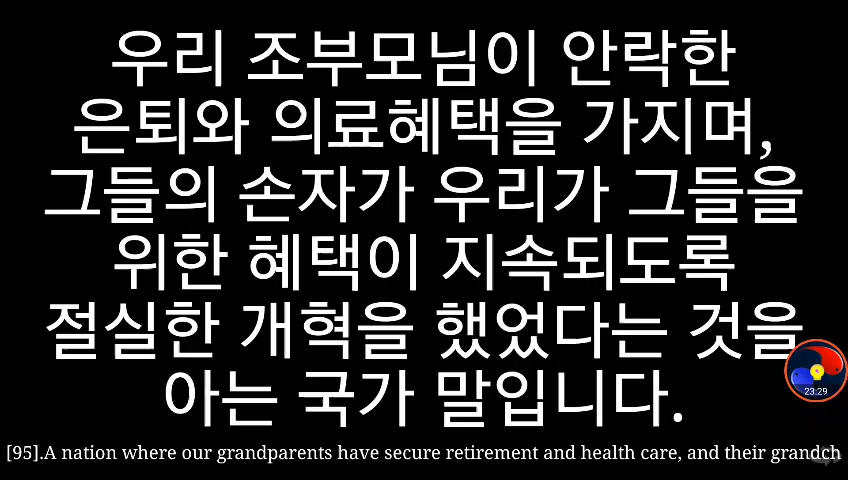 우리 조부모님이 안락한
은퇴와 의료혜택을 가지며,
그들의 손자가 우리가 그들을
위한 혜택이 지속되도록
절실한 개혁을 했었다는 것을
아는 국가 말입니다.
23:29
[95].A nation where our grandparents have secure retirement and health care, and their grandch